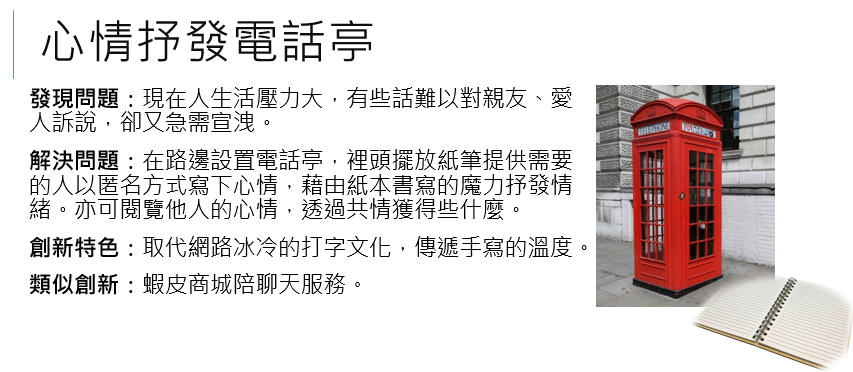 心情抒發電話亭
發現問題：現在人生活壓力大，有些話難以對親友、愛
人訴說，卻又急需宣洩。
解決問題：在路邊設置電話亭，裡頭擺放紙筆提供需要
的人以匿名方式寫下心情，藉由紙本書寫的魔力抒發情
緒。亦可閱覽他人的心情，透過共情獲得些什麼。
創新特色：取代網路冰冷的打字文化，傳遞手寫的溫度。
類似創新：蝦皮商城陪聊天服務。
TELEPHONE